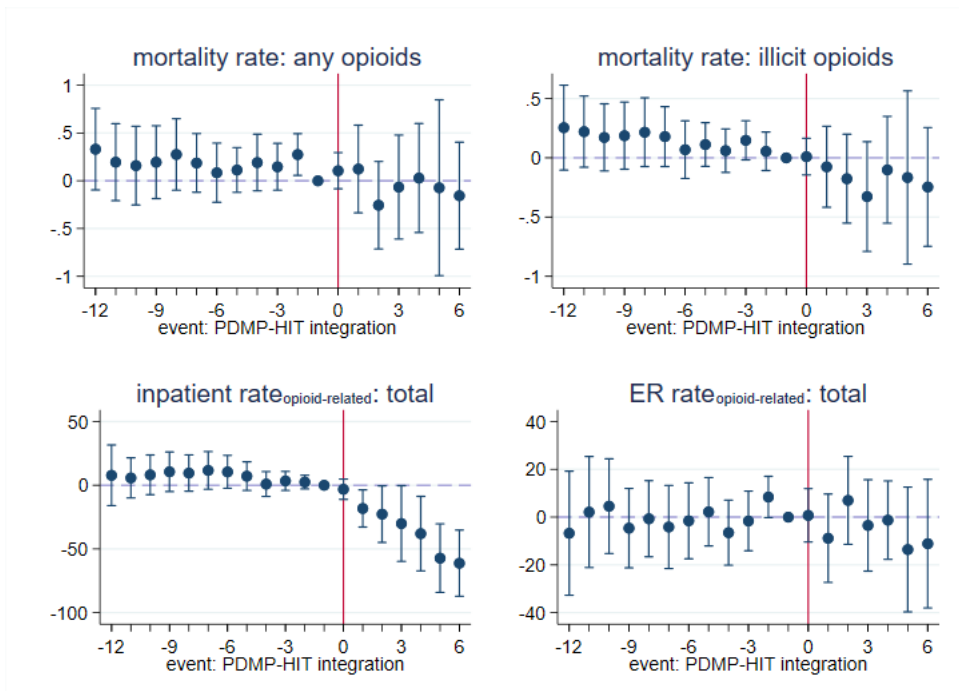 mortality rate: any opioids
1
.5
0
-.5
-1
-12 -9 -6 -3 0 3 6
event: PDMP-HIT integration
mortality rate: illicit opioids
.5
0
-.5
-1
-12 -9 -6 -3 0 3 6
event: PDMP-HIT integration
inpatient rate opioid-related: total
50
0
-50
-100
-12 -9 -6 -3 0 3 6
event: PDMP-HIT integration
ER rate opioid-related: total
40
20
0
-20
-40
-12 -9 -6 -3 0 3 6
event: PDMP-HIT integration